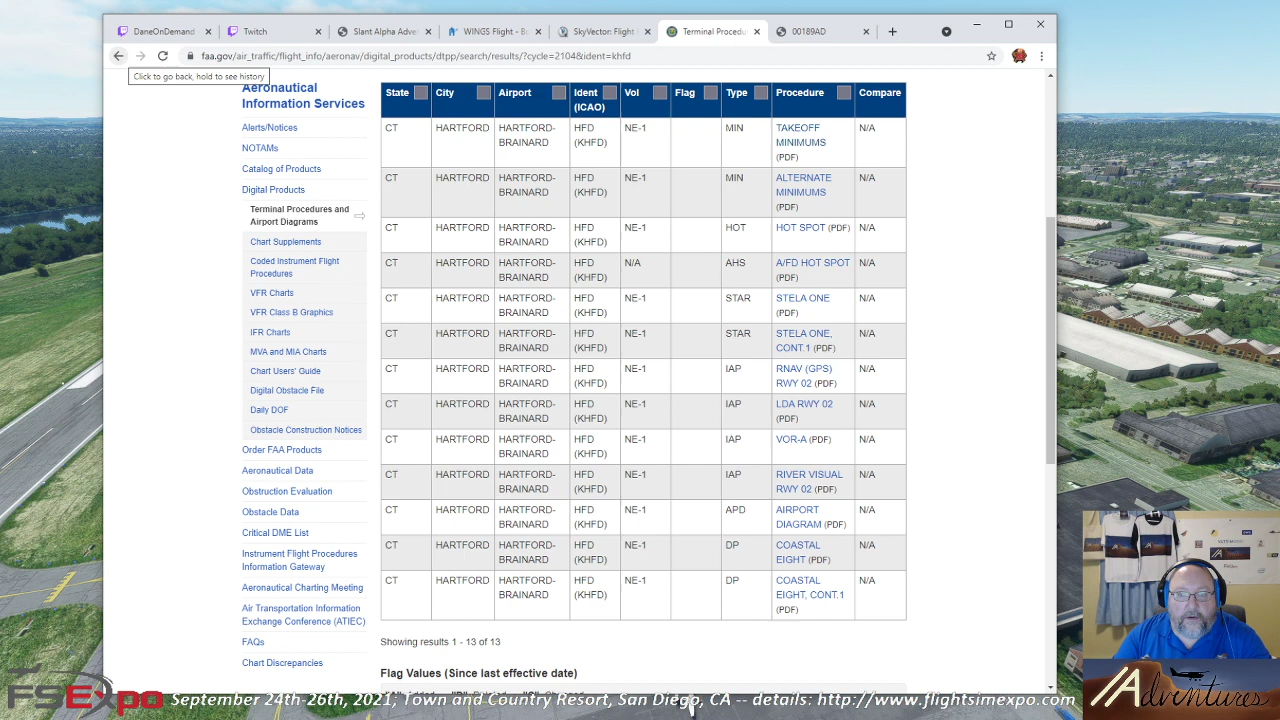 DaneOnDemand
Twitch
Slant Alpha Adve
WINGS Flight - B
SkyVector: Flight
Terminal Procedu
00189AD
faa.gov/air_traffic/flight_info/aeronav/digital_products/dtpp/search/results/?cycle=2104&ident=khfd
Click to go back, hold to see history
Aeronautical
Information Services
Alerts/Notices
NOTAMs
Catalog of Products
Digital Products
Terminal Procedures and
Airport Diagrams
Chart Supplements
Coded Instrument Flight
Procedures
VFR Charts
VFR Class B Graphics
IFR Charts
MVA and MIA Charts
Chart Users' Guide
Digital Obstacle File
Daily DOF
Obstacle Construction Notices
Order FAA Products
Aeronautical Data
Obstruction Evaluation
Obstacle Data
Critical DME List
Instrument Flight Procedures
Information Gateway
Aeronautical Charting Meeting
Air Transportation Information
Exchange Conference (ATIEC)
FAQs
Chart Discrepancies
State City Airport Ident Vol Flag Type Procedure Compare
(ICAO)
CT HARTFORD HARTFORD- HFD NE-1 MIN TAKEOFF N/A
BRAINARD (KHFD) MINIMUMS
(PDF)
CT HARTFORD HARTFORD- HFD NE-1 MIN ALTERNATE N/A
BRAINARD (KHFD) MINIMUMS
(PDF)
CT HARTFORD HARTFORD- HFD NE-1 HOT HOT SPOT (PDF) N/A
BRAINARD (KHFD)
CT HARTFORD HARTFORD- HFD N/A AHS A/FD HOT SPOT N/A
BRAINARD (KHFD) (PDF)
CT HARTFORD HARTFORD- HFD NE-1 STAR STELA ONE N/A
BRAINARD (KHFD) (PDF)
CT HARTFORD HARTFORD- HFD NE-1 STAR STELA ONE, N/A
BRAINARD (KHFD) CONT.1 (PDF)
CT HARTFORD HARTFORD- HFD NE-1 IAP RNAV (GPS) N/A
BRAINARD (KHFD) RWY 02 (PDF)
CT HARTFORD HARTFORD- HFD NE-1 IAP LDA RWY 02 N/A
BRAINARD (KHFD) (PDF)
CT HARTFORD HARTFORD- HFD NE-1 IAP VOR-A (PDF) N/A
BRAINARD (KHFD)
CT HARTFORD HARTFORD- HFD NE-1 IAP RIVER VISUAL N/A
BRAINARD (KHFD) RWY 02 (PDF)
CT HARTFORD HARTFORD- HFD NE-1 APD AIRPORT N/A
BRAINARD (KHFD) DIAGRAM (PDF)
CT HARTFORD HARTFORD- HFD NE-1 DP COASTAL N/A
BRAINARD (KHFD) EIGHT (PDF)
CT HARTFORD HARTFORD- HFD NE-1 DP COASTAL N/A
BRAINARD (KHFD) EIGHT, CONT.1
(PDF)
Showing results 1 - 13 of 13
Flag Values (Since last effective date)
FSExpo
September 24th-26th, 2021, Town and Country Resort, San Diego, CA -- details: http://www.flightsimexpo.com
Adventures